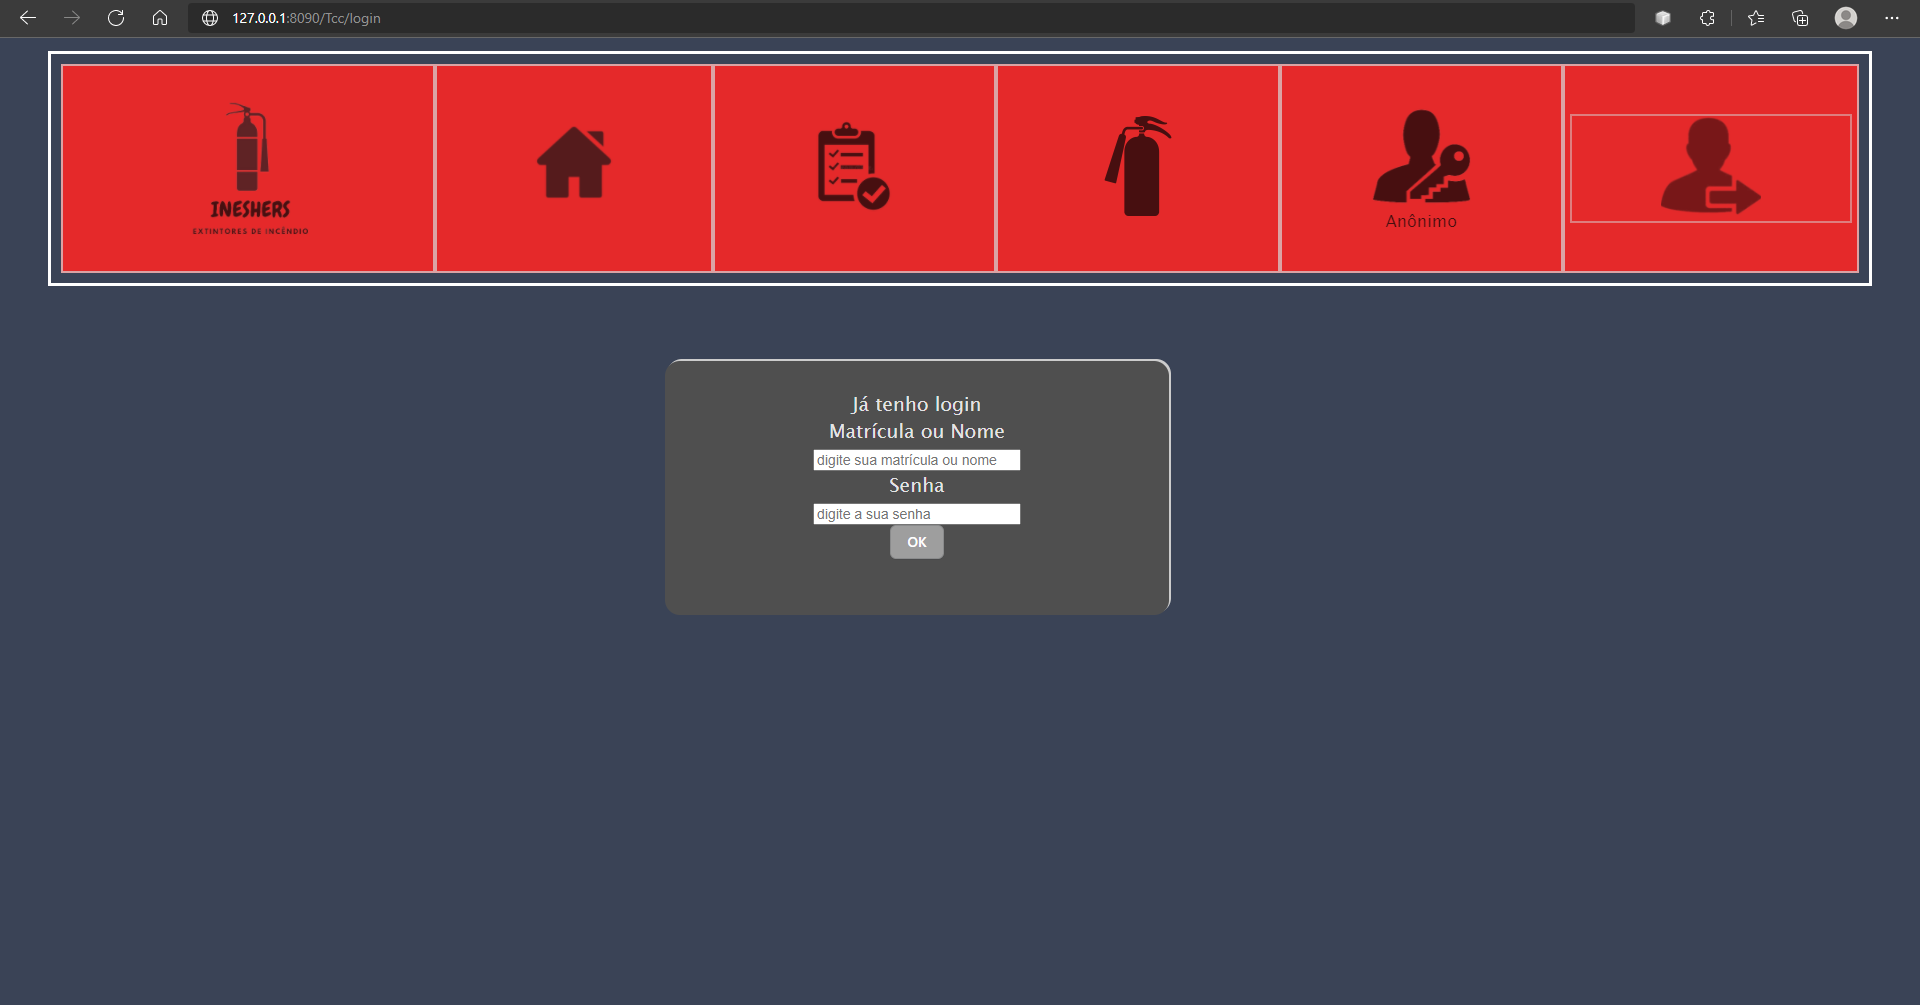 127.0.0.1:8090/Tcc/login
INESHERS
EXTINTORES DE INCÊNDIO
Anônimo
Já tenho login
Matrícula ou Nome
digite sua matrícula ou nome
Senha
digite a sua senha
OK